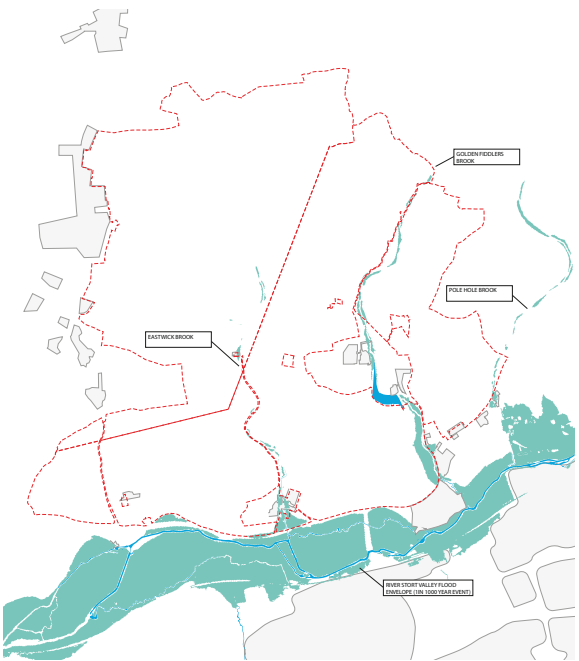 GOLDEN FIDDLERS
BROOK
POLE HOLE BROOK
EASTWICK BROOK
RIVER STORT VALLEY FLOOD
ENVELOPE (1IN 1000 YEAR EVENT)